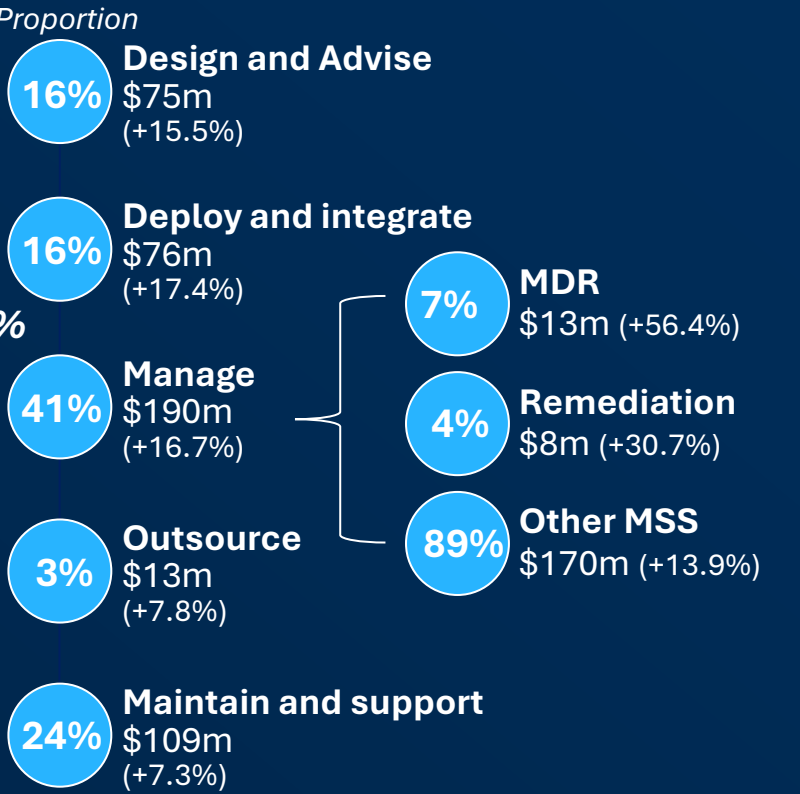 Proportion
16%
Design and Advise
$75m
(+15.5%)
16%
Deploy and integrate
$76m
(+17.4%)
%
41%
Manage
$190m
(+16.7%)
7%
MDR
$13m (+56.4%)
4%
Remediation
$8m (+30.7%)
89%
Other MSS
$170m (+13.9%)
3%
Outsource
$13m
(+7.8%)
24%
Maintain and support
$109m
(+7.3%)